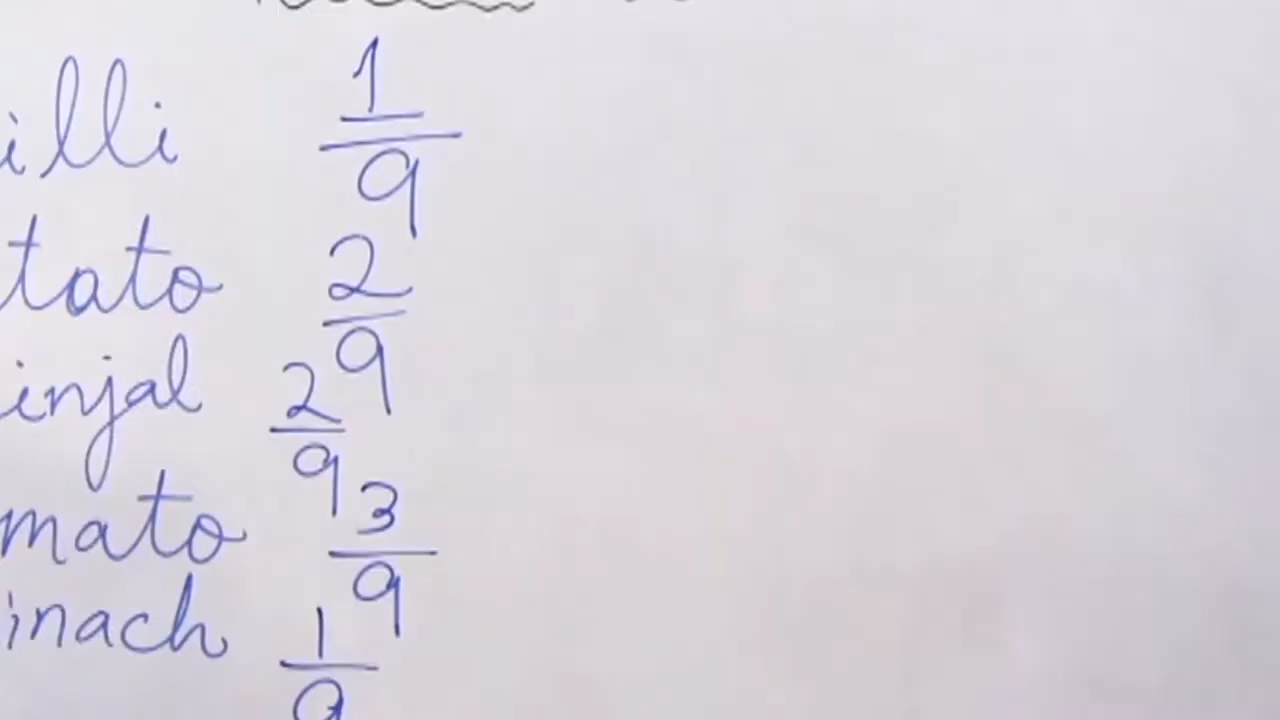 illi 1/9
tato 2/9
injal 2/9
mato 3/9
inach 1/9